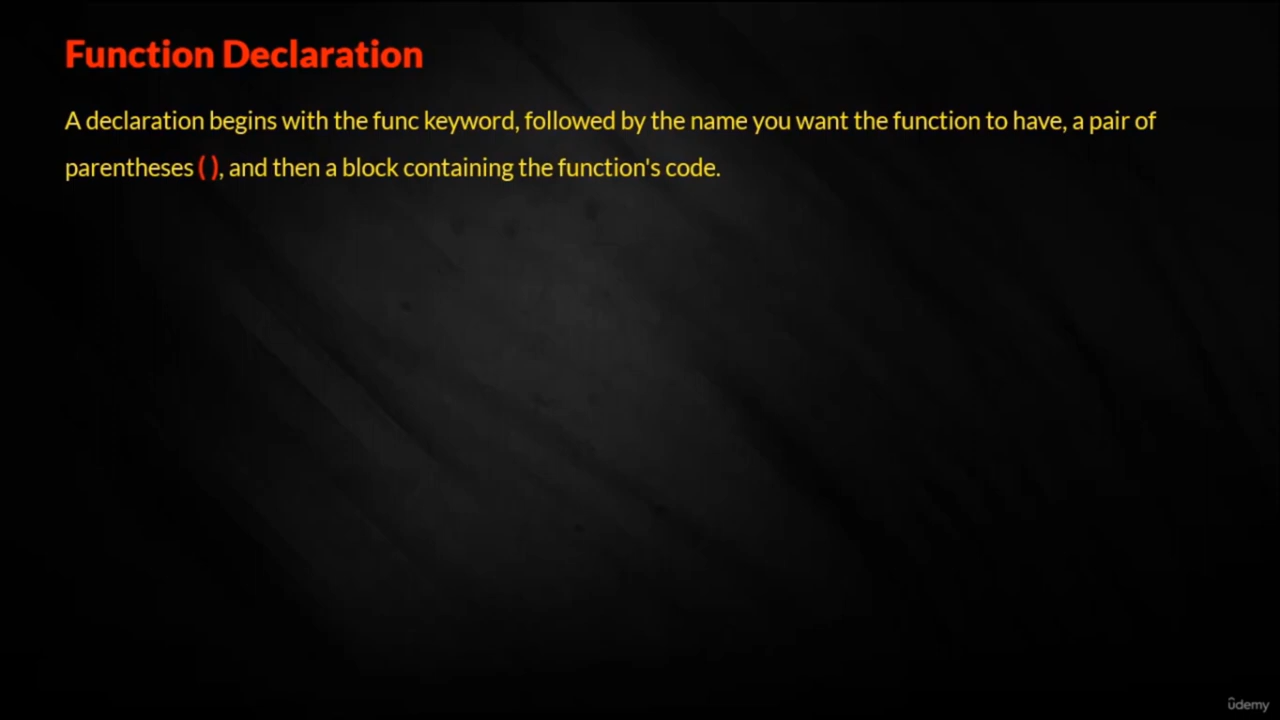 Function Declaration
A declaration begins with the func keyword, followed by the name you want the function to have, a pair of
parentheses ( ), and then a block containing the function's code.
ûdemy